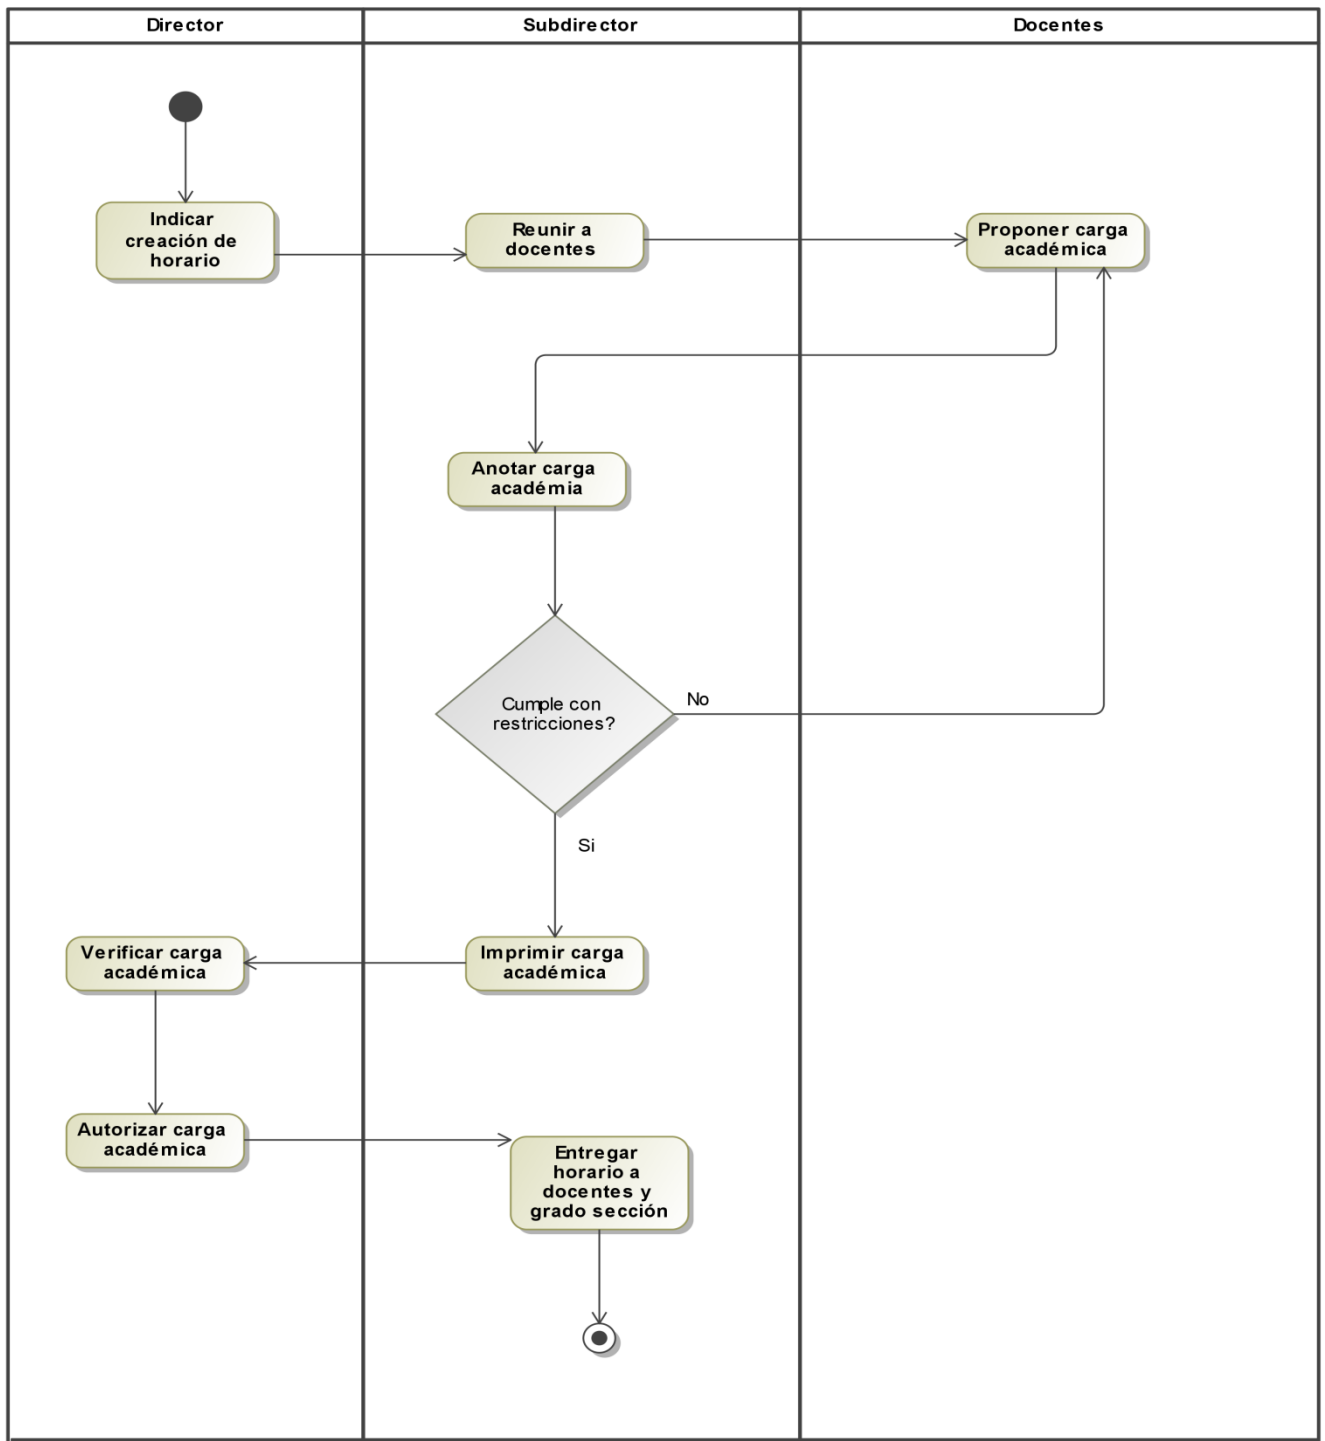 Director
Subdirector
Docentes
Indicar
creación de
horario
Reunir a
docentes
Proponer carga
académica
Anotar carga
académia
Cumple con
restricciones?
No
Si
Verificar carga
académica
Imprimir carga
académica
Autorizar carga
académica
Entregar
horario a
docentes y
grado sección